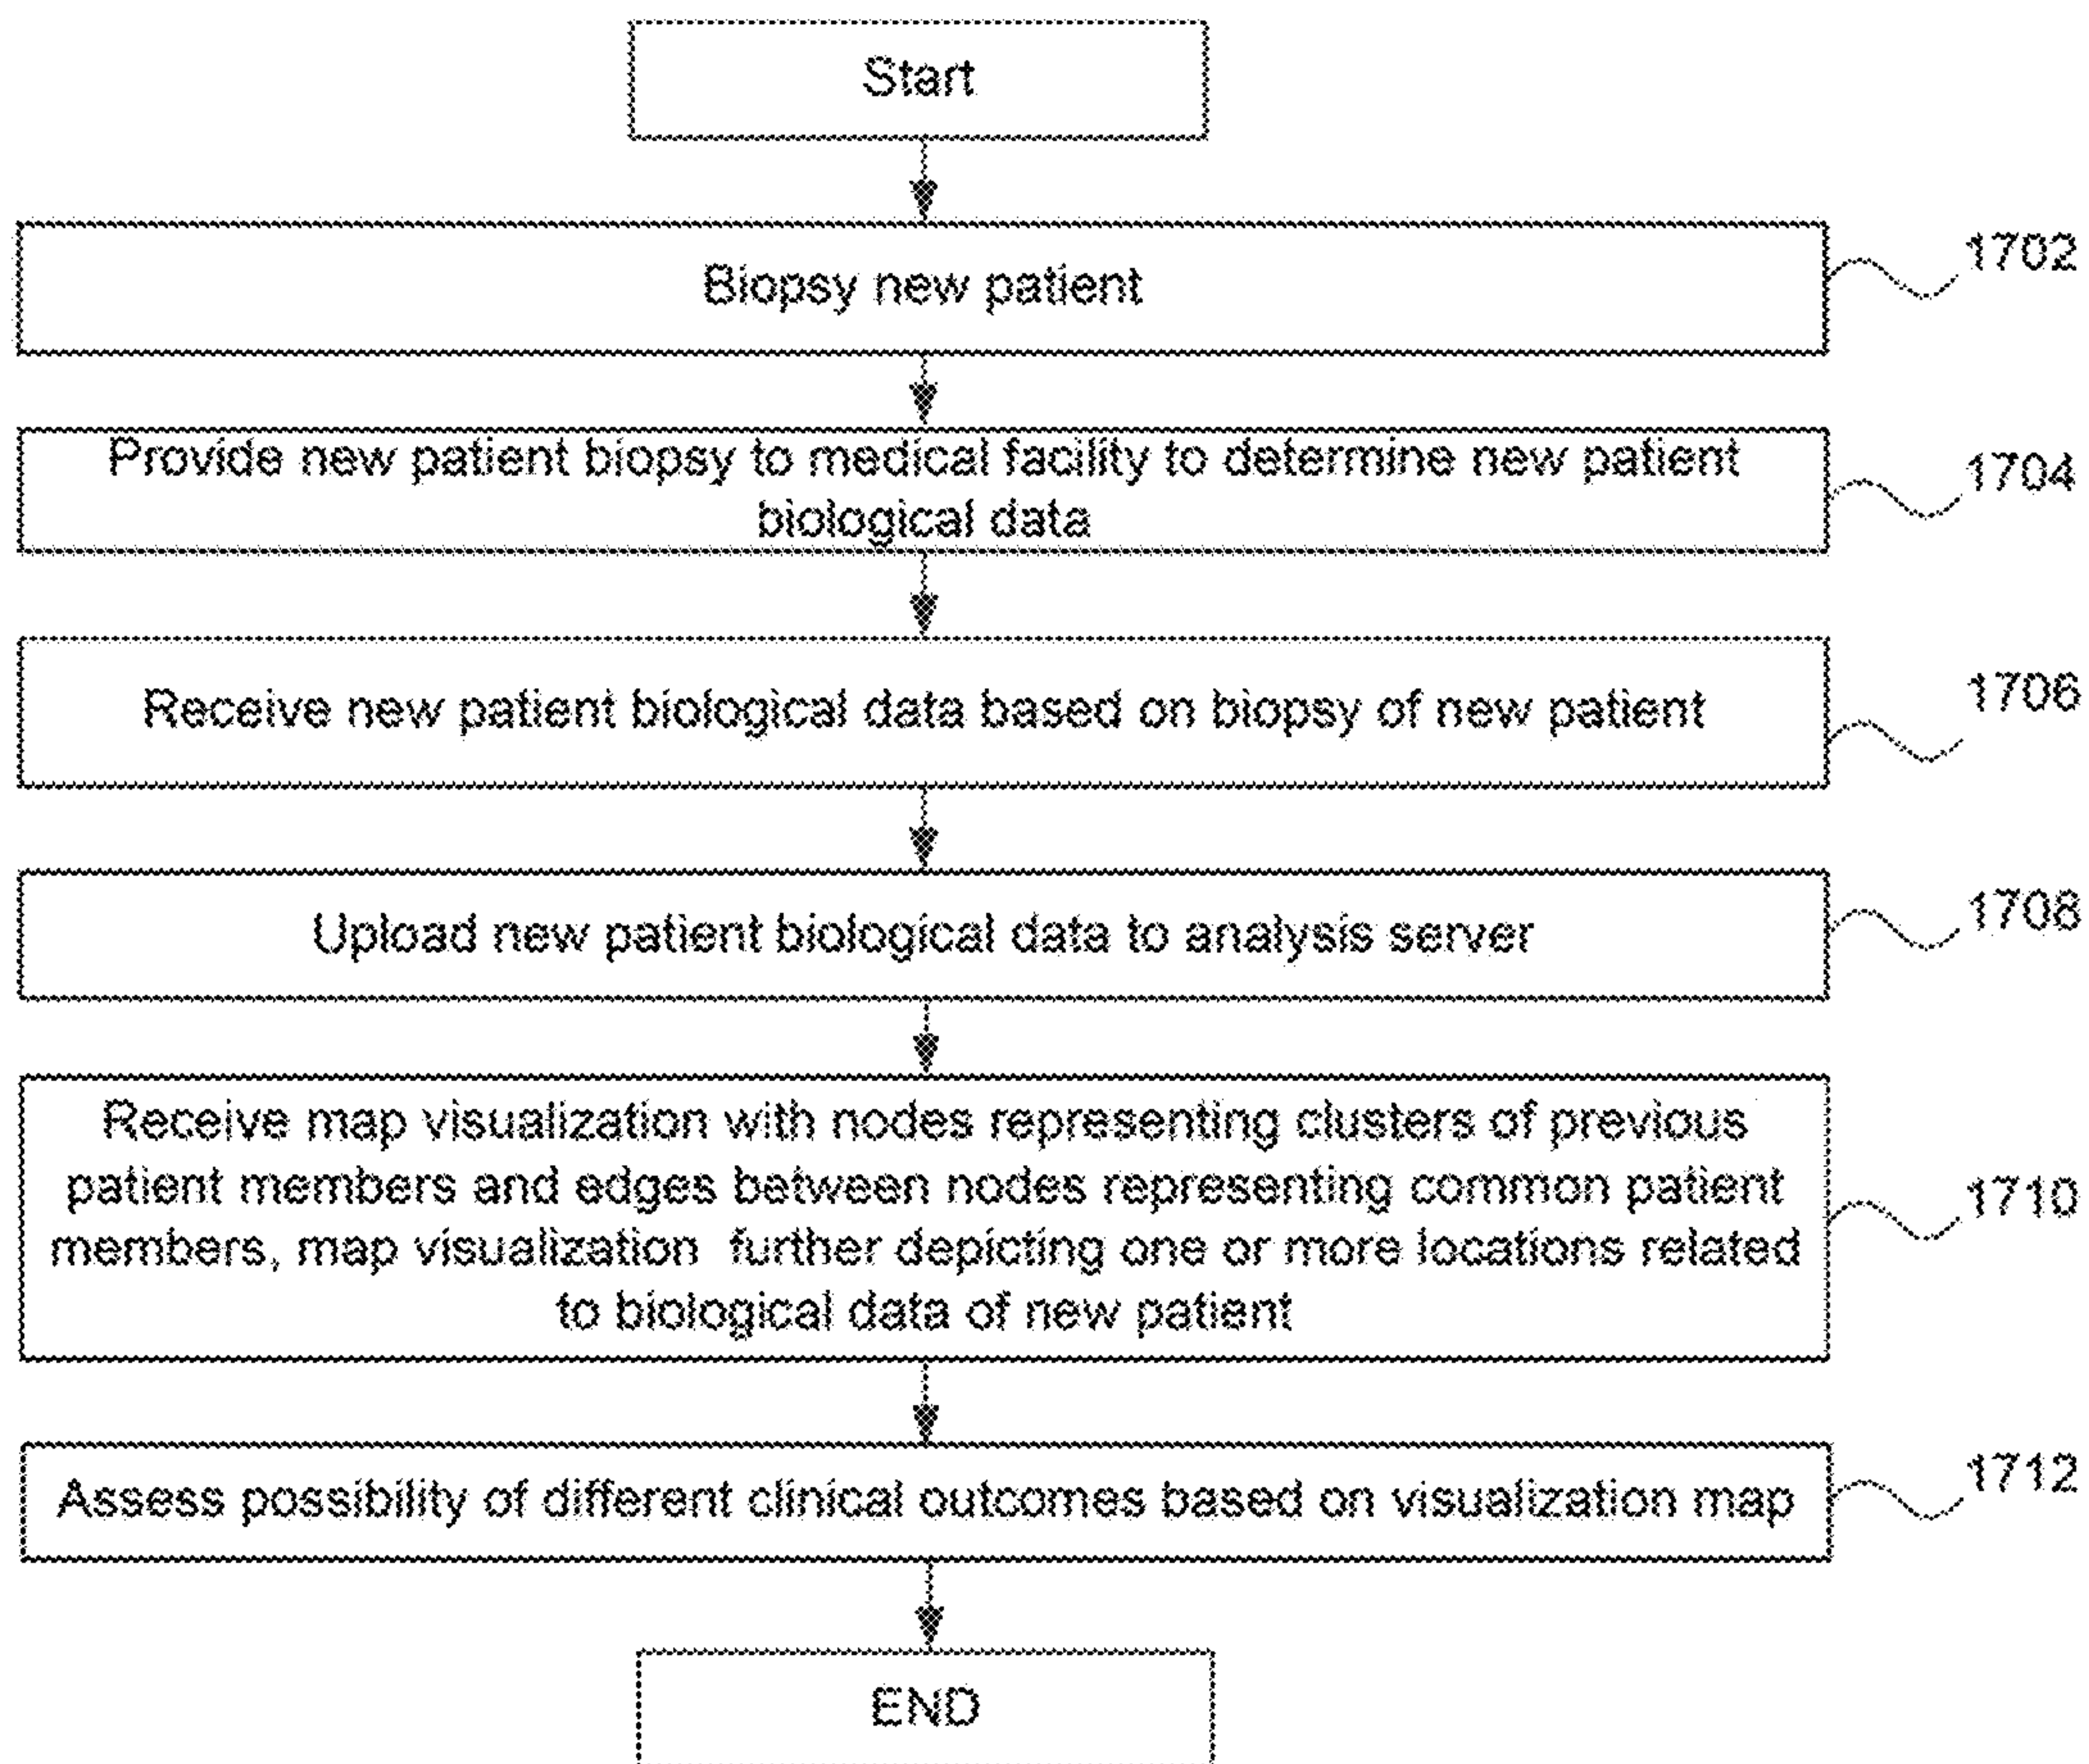 Start
Biopsy new patient
1702
Provide new patient biopsy to medical facility to determine new patient
biological data
1704
Receive new patient biological data based on biopsy of new patient
1706
Upload new patient biological data to analysis server
1708
Receive map visualization with nodes representing clusters of previous
patient members and edges between nodes representing common patient
members, map visualization further depicting one or more locations related
to biological data of new patient
1710
Assess possibility of different clinical outcomes based on visualization map
1712
END